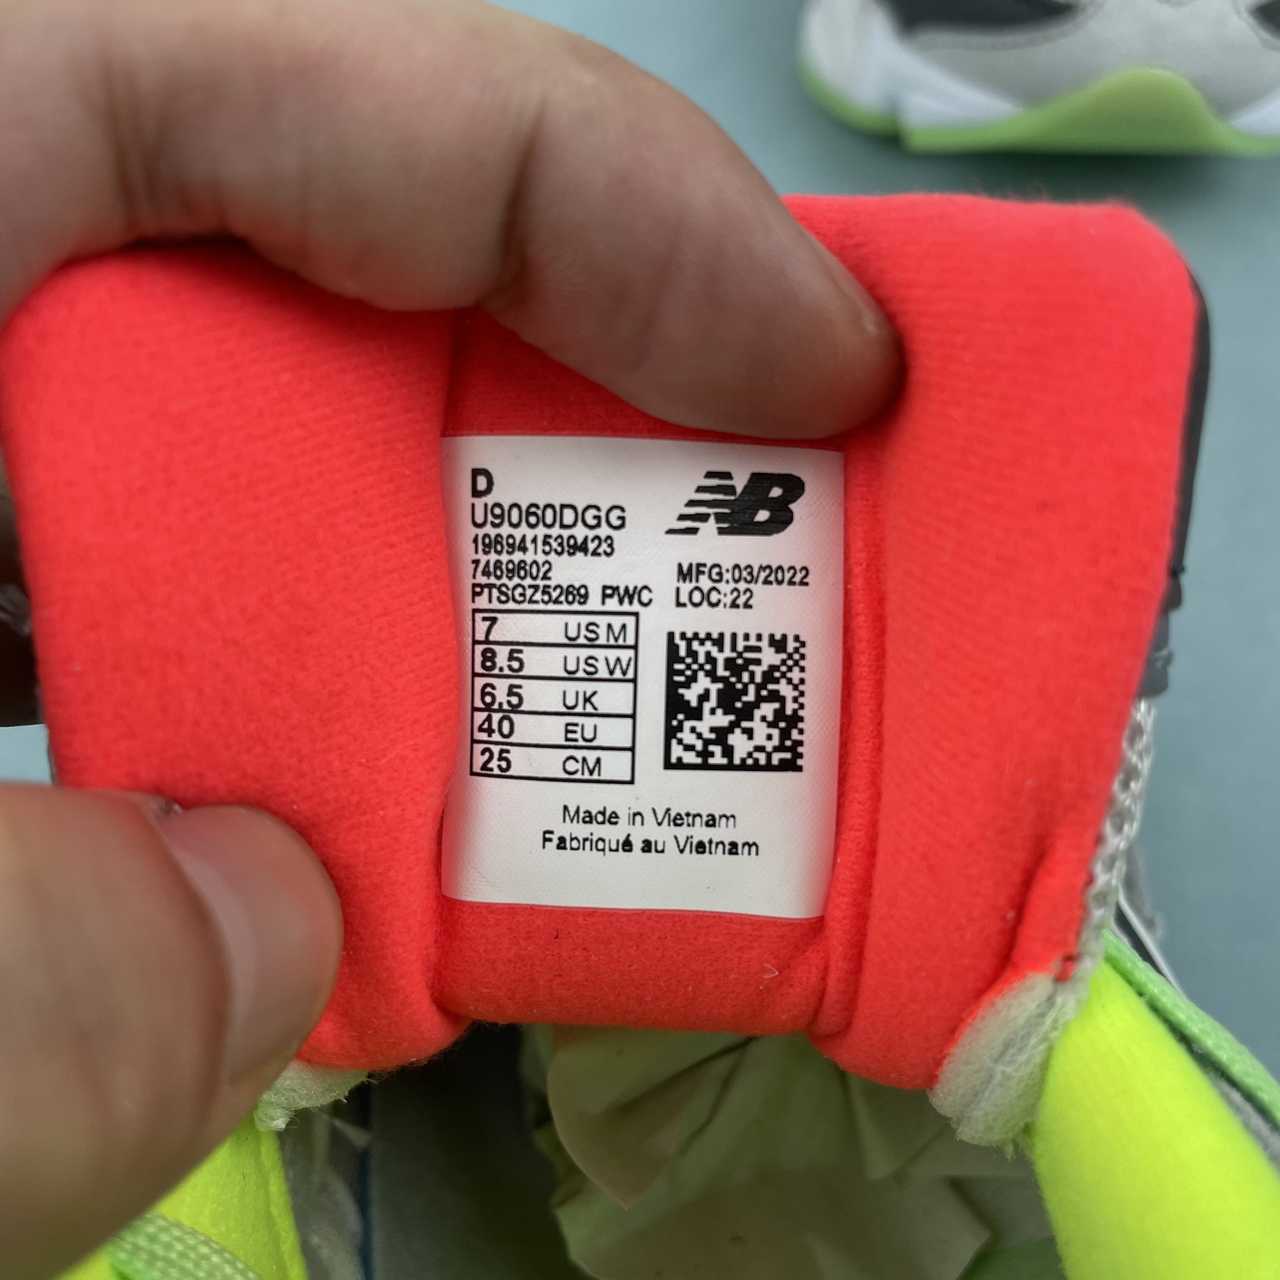 D
NB
U9060DGG
196941539423
7469602
MFG:03/2022
PTSGZ5269 PWC
LOC:22
7 US M
8.5 US W
6.5 UK
40 EU
25 CM
Made in Vietnam
Fabriqué au Vietnam